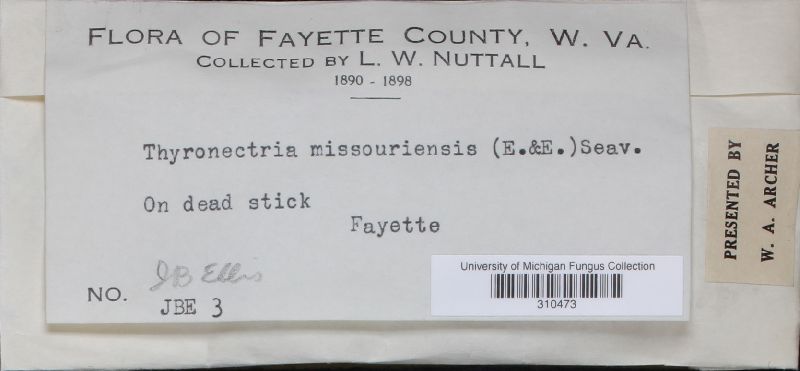 FLORA OF FAYETTE COUNTY, W. VA.
COLLECTED BY L. W. NUTTALL
1890 - 1898
Thyronectria missouriensis (E.&E.)Seav.
On dead stick
Fayette
JB Ellis
NO.
JBE 3
University of Michigan Fungus Collection
310473
PRESENTED BY
W. A. ARCHER